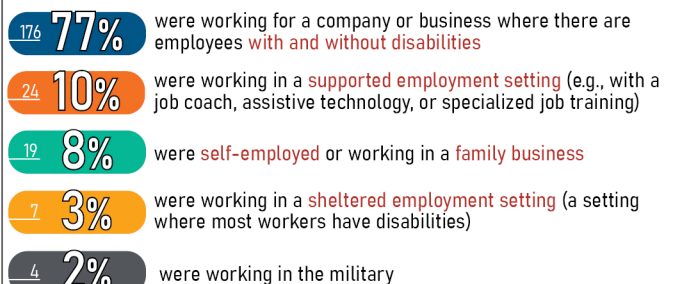 176 77% were working for a company or business where there are
employees with and without disabilities
24 10% were working in a supported employment setting (e.g., with a
job coach, assistive technology, or specialized job training)
19 8% were self-employed or working in a family business
7 3% were working in a sheltered employment setting (a setting
where most workers have disabilities)
4 2% were working in the military